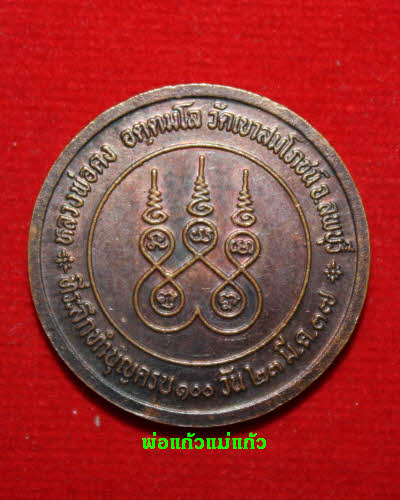 หลวงพ่อคง อตฺตมโล วัดเขาสมโภชน์ จ.ลพบุรี
ที่ระลึกทำบุญครบ ๑๐๐ วัน ๒๓ มี.ค. ๓๗
พ่อแก้วแม่แก้ว